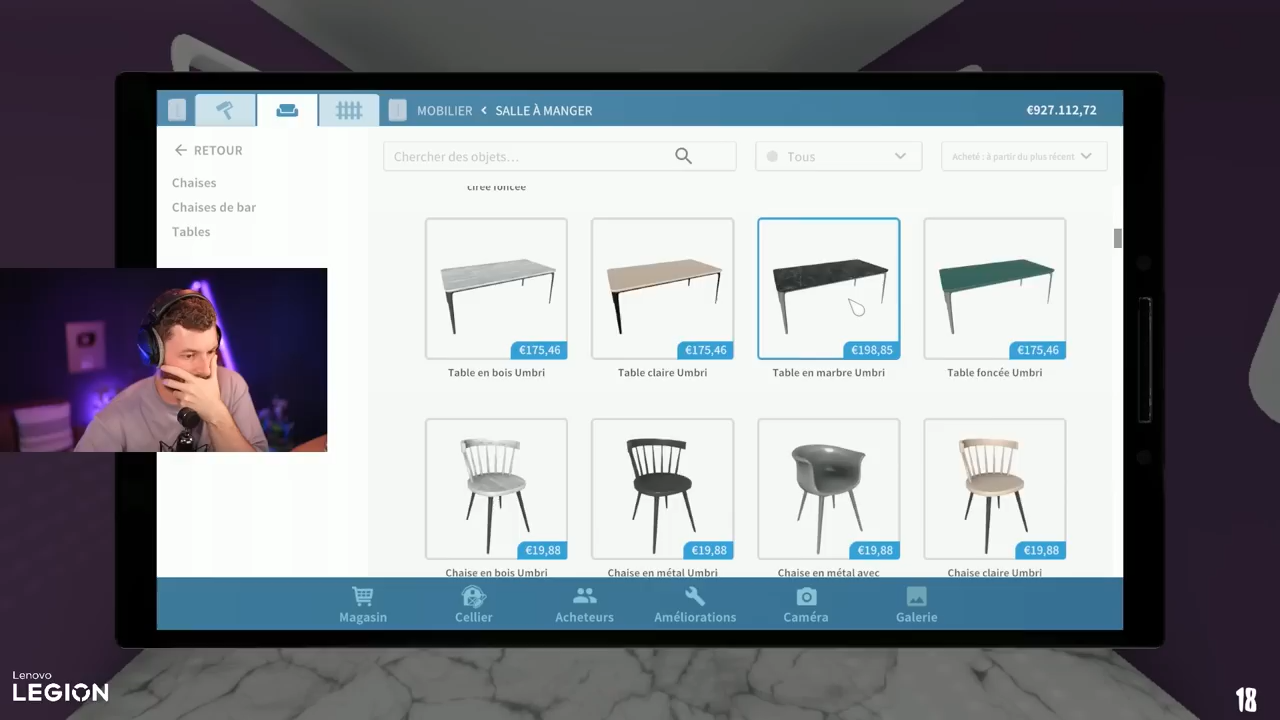 MOBILIER < SALLE À MANGER
€927.112,72
RETOUR
Chercher des objets...
Tous
Acheté : à partir du plus récent
Chaises
Chaises de bar
Tables
cirée foncée
€175,46
€175,46
€198,85
€175,46
Table en bois Umbri
Table claire Umbri
Table en marbre Umbri
Table foncée Umbri
€19,88
€19,88
€19,88
€19,88
Chaise en bois Umbri
Chaise en métal Umbri
Chaise en métal avec
Chaise claire Umbri
Magasin
Cellier
Acheteurs
Améliorations
Caméra
Galerie
Lenovo
LEGION
18